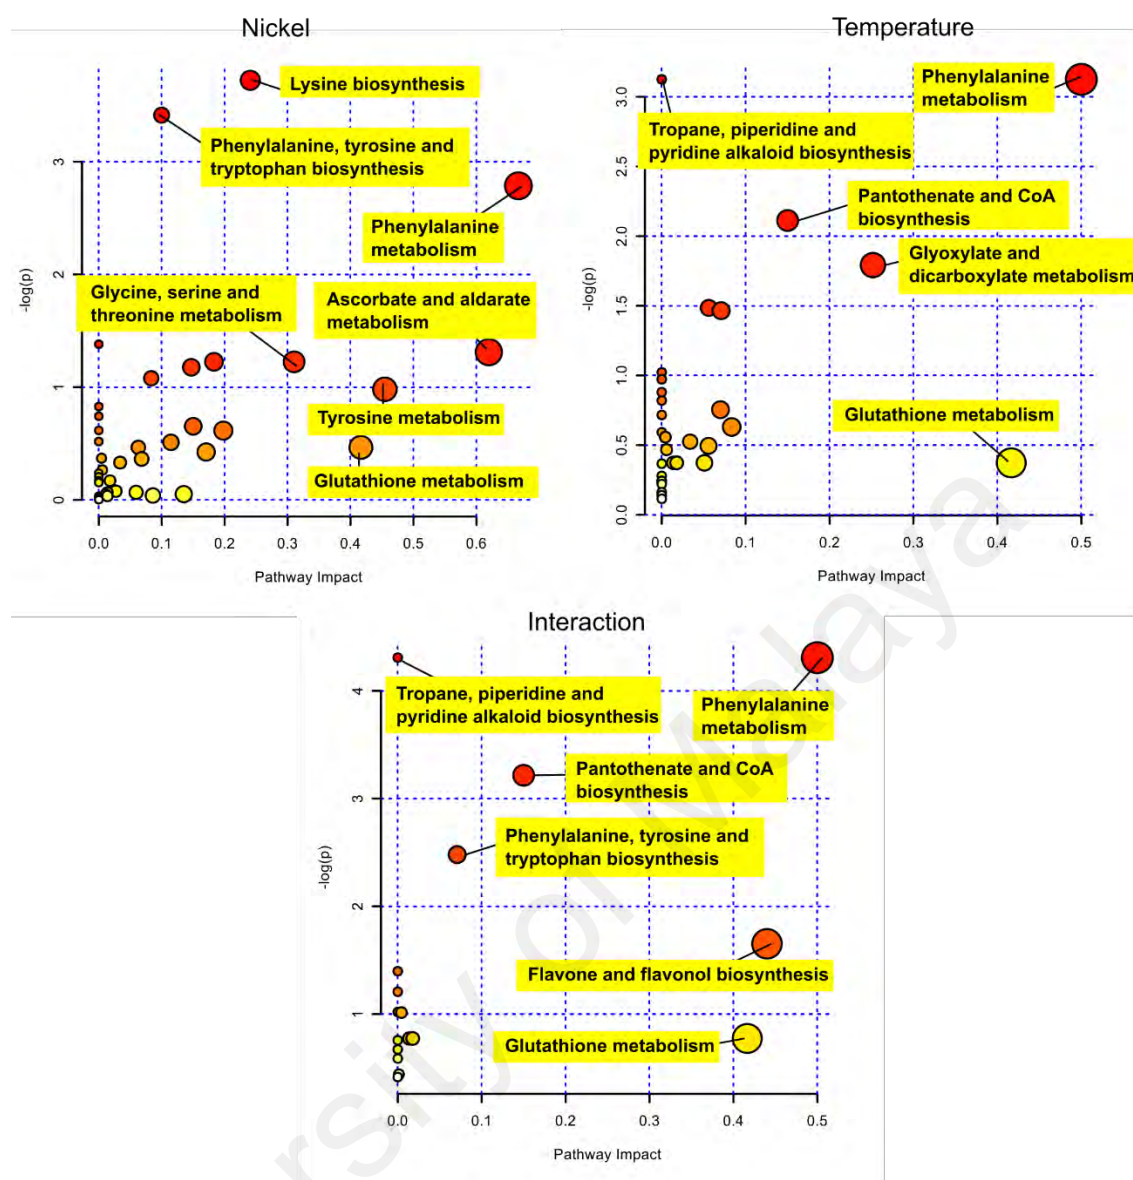 Nickel
Lysine biosynthesis
Phenylalanine, tyrosine and
tryptophan biosynthesis
Phenylalanine
metabolism
Glycine, serine and
threonine metabolism
Ascorbate and aldarate
metabolism
Tyrosine metabolism
Glutathione metabolism
-log(p)
3
2
1
0
0.0 0.1 0.2 0.3 0.4 0.5 0.6
Pathway Impact
Temperature
Phenylalanine
metabolism
Tropane, piperidine and
pyridine alkaloid biosynthesis
Pantothenate and CoA
biosynthesis
Glyoxylate and
dicarboxylate metabolism
Glutathione metabolism
-log(p)
3.0
2.5
2.0
1.5
1.0
0.5
0.0
0.0 0.1 0.2 0.3 0.4 0.5
Pathway Impact
Interaction
Tropane, piperidine and
pyridine alkaloid biosynthesis
Phenylalanine
metabolism
Pantothenate and CoA
biosynthesis
Phenylalanine, tyrosine and
tryptophan biosynthesis
Flavone and flavonol biosynthesis
Glutathione metabolism
-log(p)
4
3
2
1
0.0 0.1 0.2 0.3 0.4 0.5
Pathway Impact
ersity of Malaya